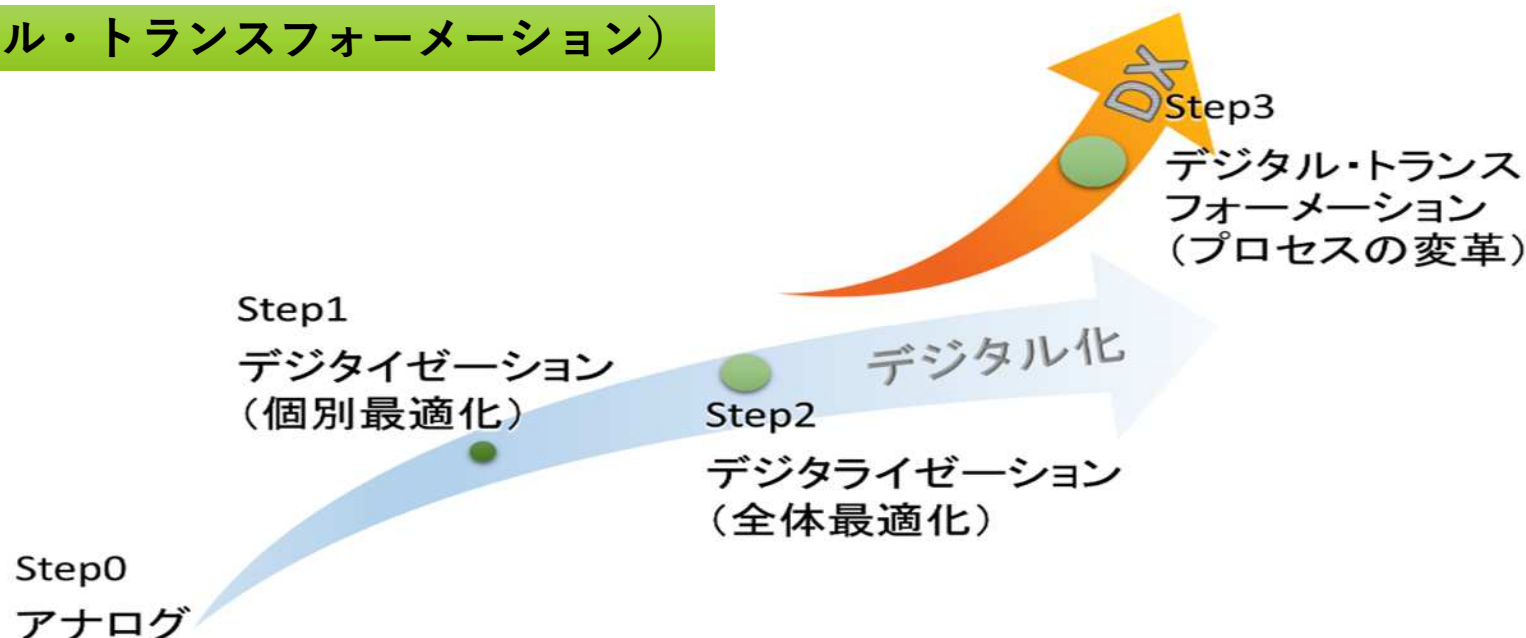 ル・トランスフォーメーション）
DX
Step3
デジタル・トランス
フォーメーション
（プロセスの変革）
Step1
デジタイゼーション
（個別最適化）
デジタル化
Step2
デジタライゼーション
（全体最適化）
Step0
アナログ